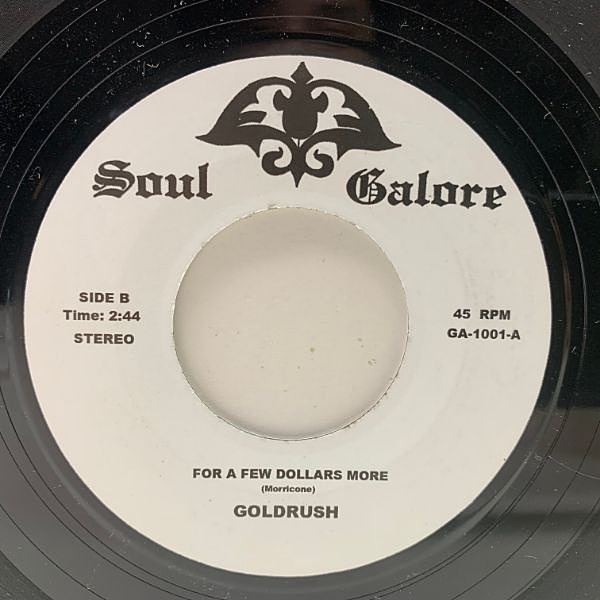 Soul Galore
SIDE B
Time: 2:44
STEREO
45 RPM
GA-1001-A
FOR A FEW DOLLARS MORE
(Morricone)
GOLDRUSH